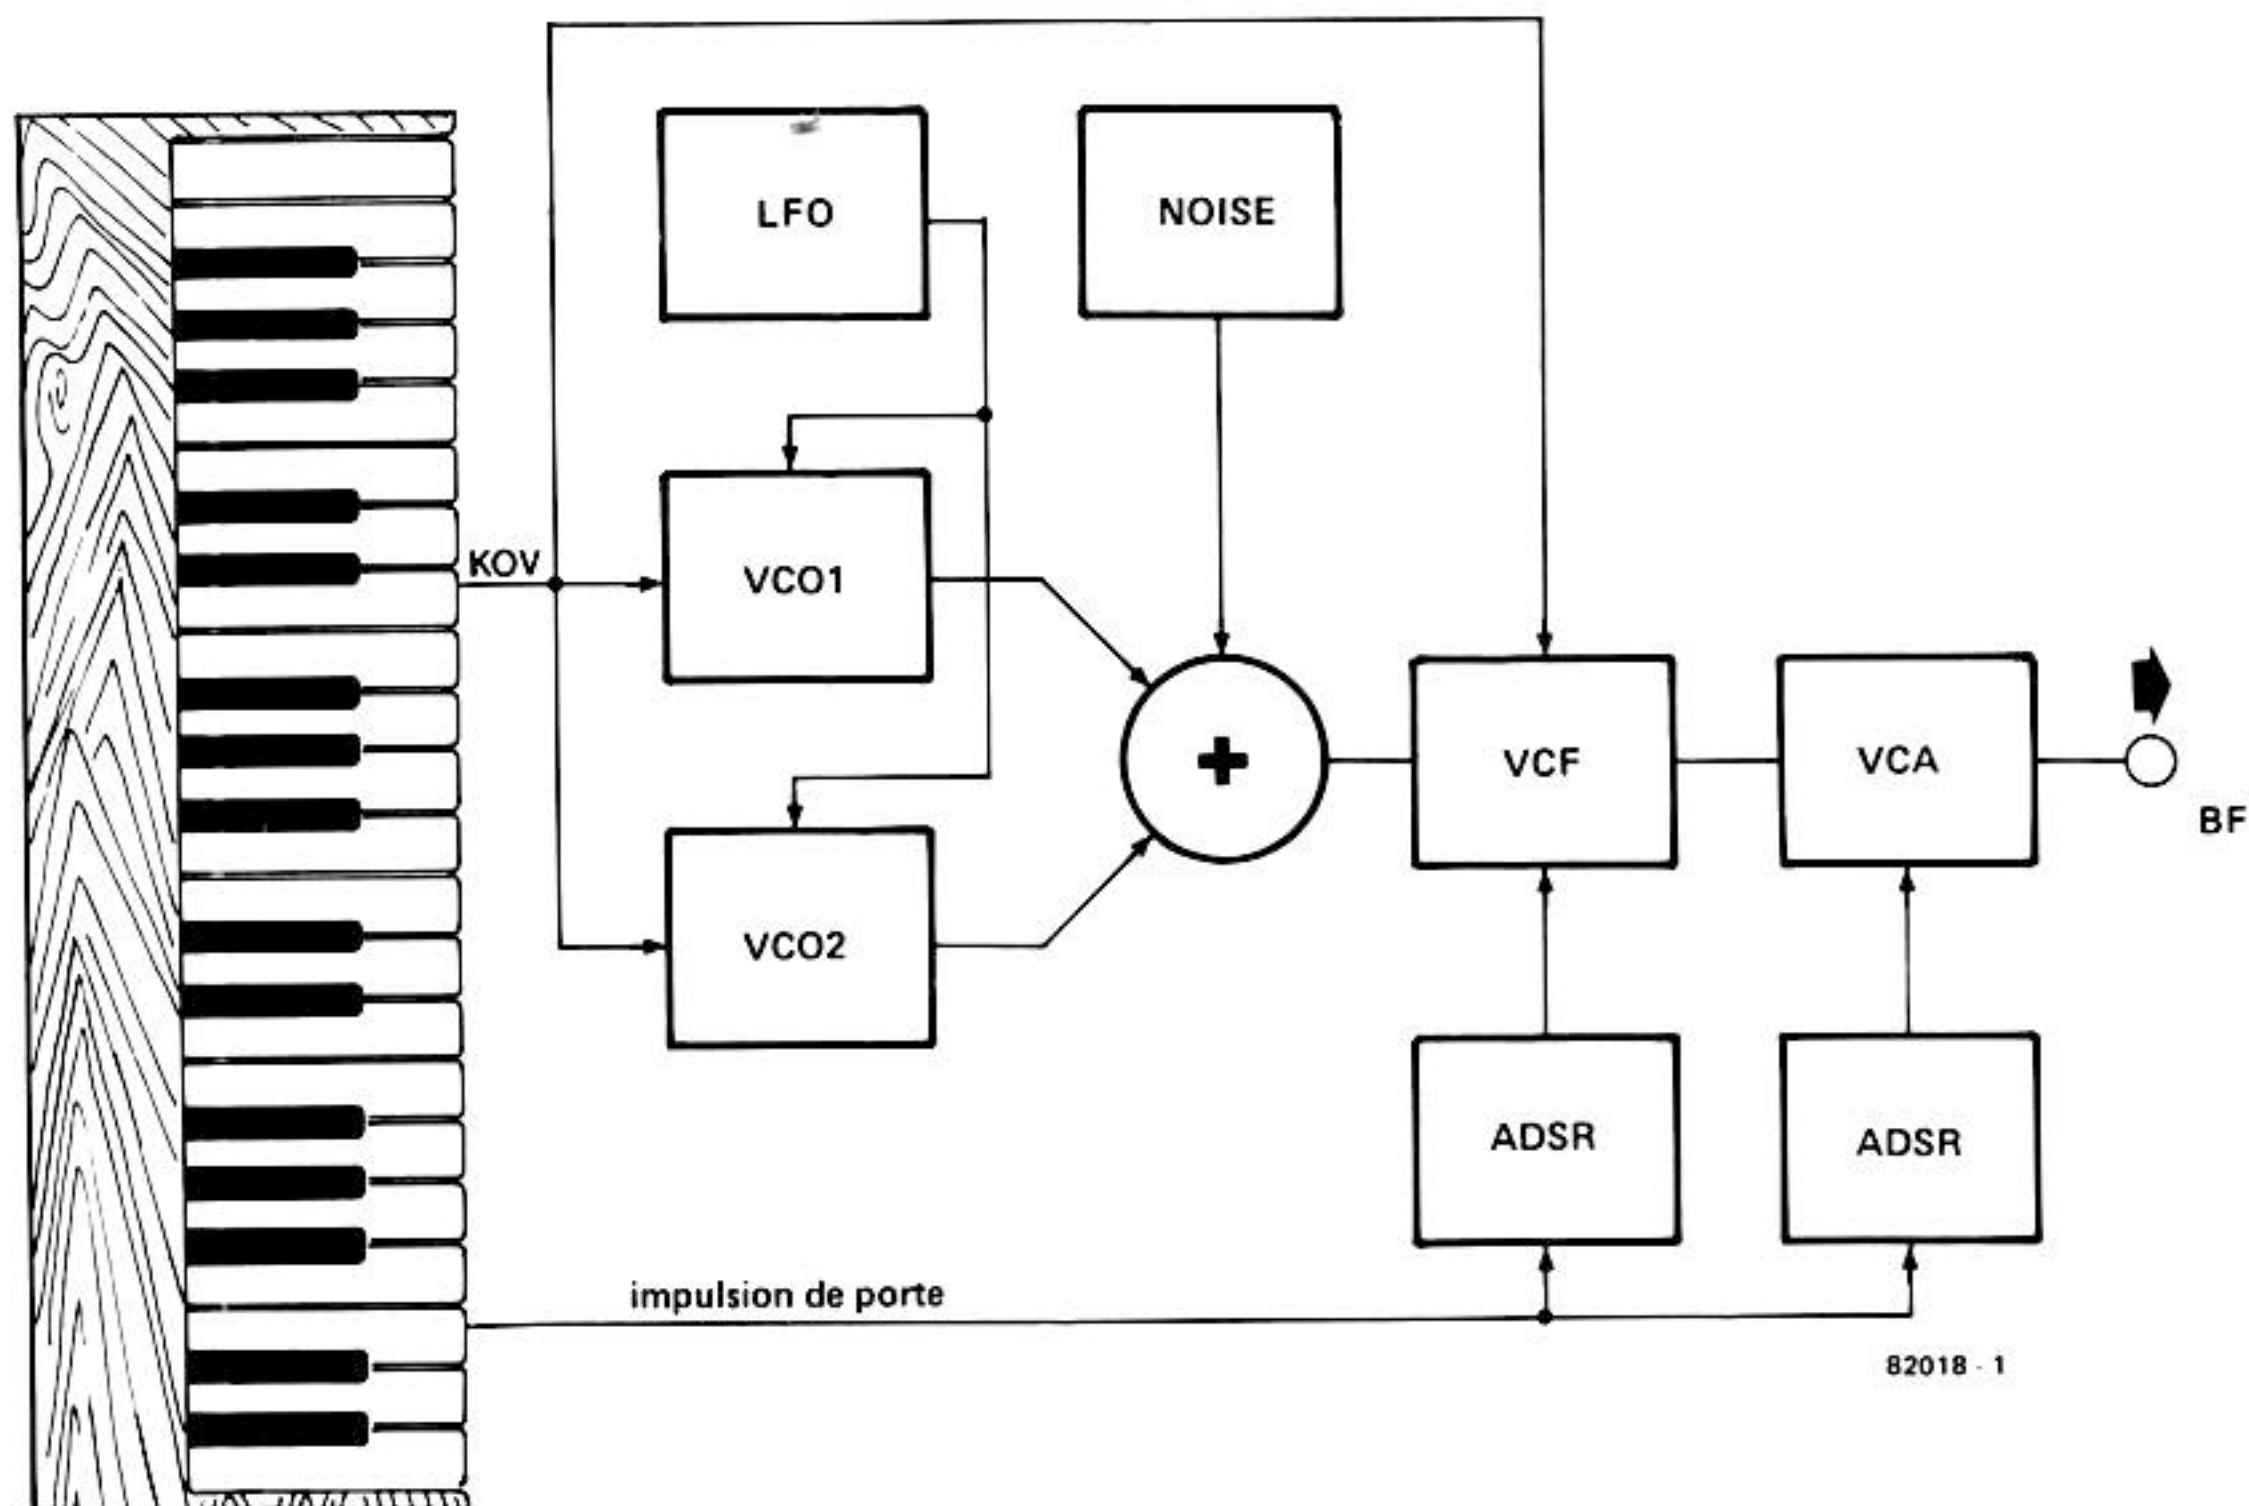 LFO
NOISE
KOV
VCO1
VCF
VCA
BF
VCO2
ADSR
ADSR
impulsion de porte
82018 - 1